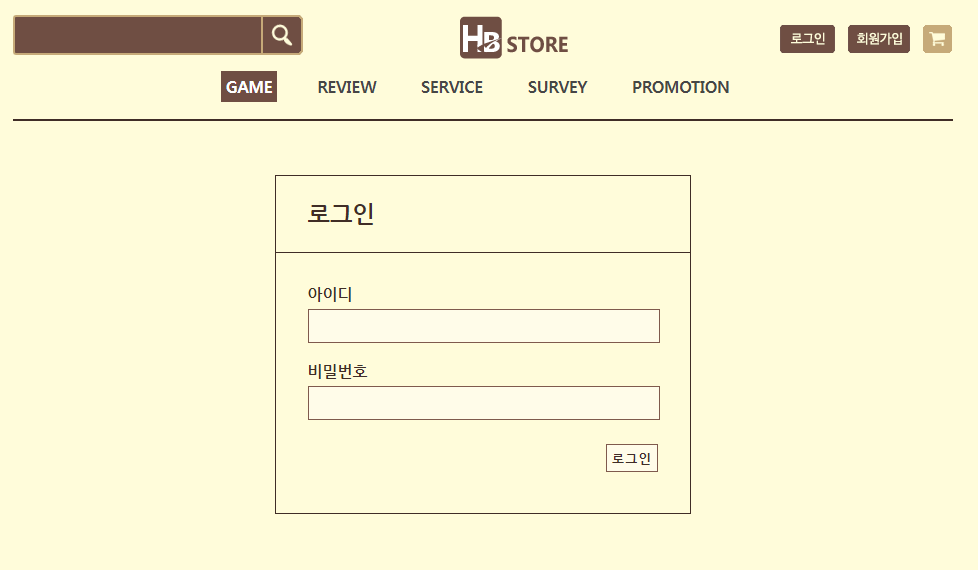 HB STORE
로그인 회원가입
GAME REVIEW SERVICE SURVEY PROMOTION
로그인
아이디
비밀번호
로그인